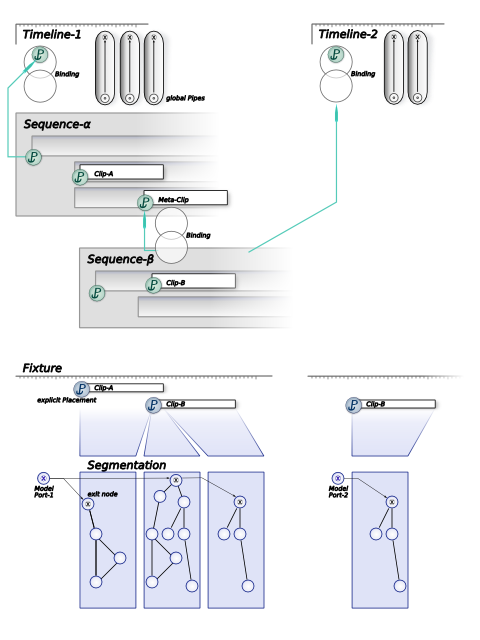 Timeline-1
Timeline-2
Binding
Binding
global Pipes
Sequence-α
Clip-A
Meta-Clip
Binding
Sequence-β
Clip-B
Fixture
Clip-A
explicit Placement
Clip-B
Clip-B
Segmentation
Model
Port-1
exit node
Model
Port-2